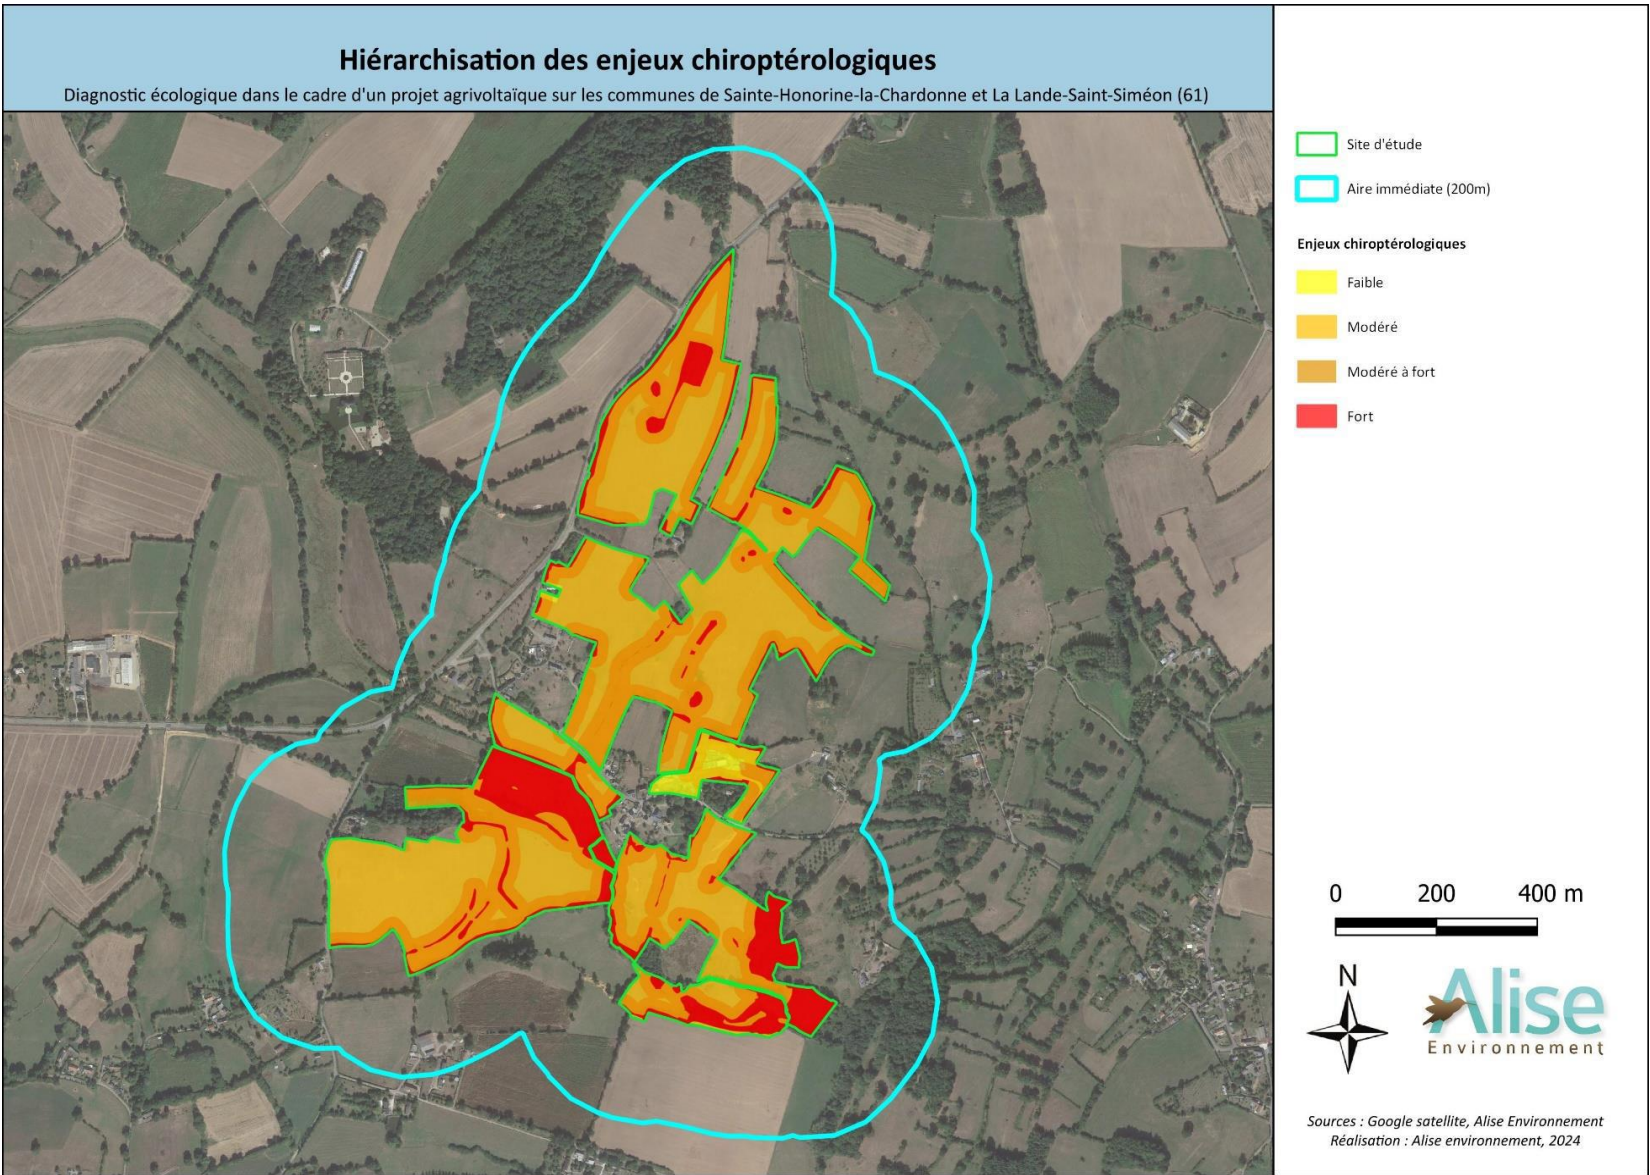 Hiérarchisation des enjeux chiroptérologiques
Diagnostic écologique dans le cadre d'un projet agrivoltaïque sur les communes de Sainte-Honorine-la-Chardonne et La Lande-Saint-Siméon (61)
Site d'étude
Aire immédiate (200m)
Enjeux chiroptérologiques
Faible
Modéré
Modéré à fort
Fort
0 200 400 m
N
Alise
Environnement
Sources : Google satellite, Alise Environnement
Réalisation : Alise environnement, 2024